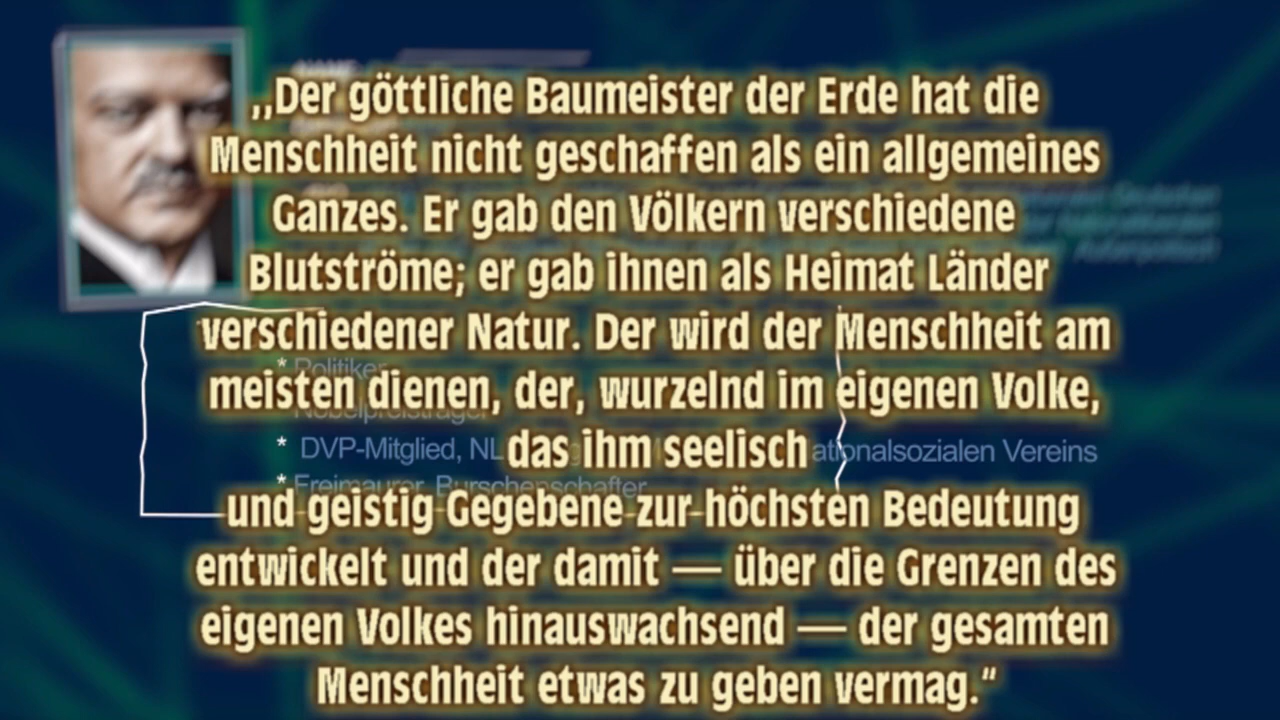 „Der göttliche Baumeister der Erde hat die
Menschheit nicht geschaffen als ein allgemeines
Ganzes. Er gab den Völkern verschiedene
Blutströme; er gab ihnen als Heimat Länder
verschiedener Natur. Der wird der Menschheit am
meisten dienen, der, wurzelnd im eigenen Volke,
das ihm seelisch
und geistig Gegebene zur höchsten Bedeutung
entwickelt und der damit — über die Grenzen des
eigenen Volkes hinauswachsend — der gesamten
Menschheit etwas zu geben vermag.“
* Politiker
Nobelpreisträger
* DVP-Mitglied, ationalsozialen Vereins
* Freimaurer, Burschenschafter